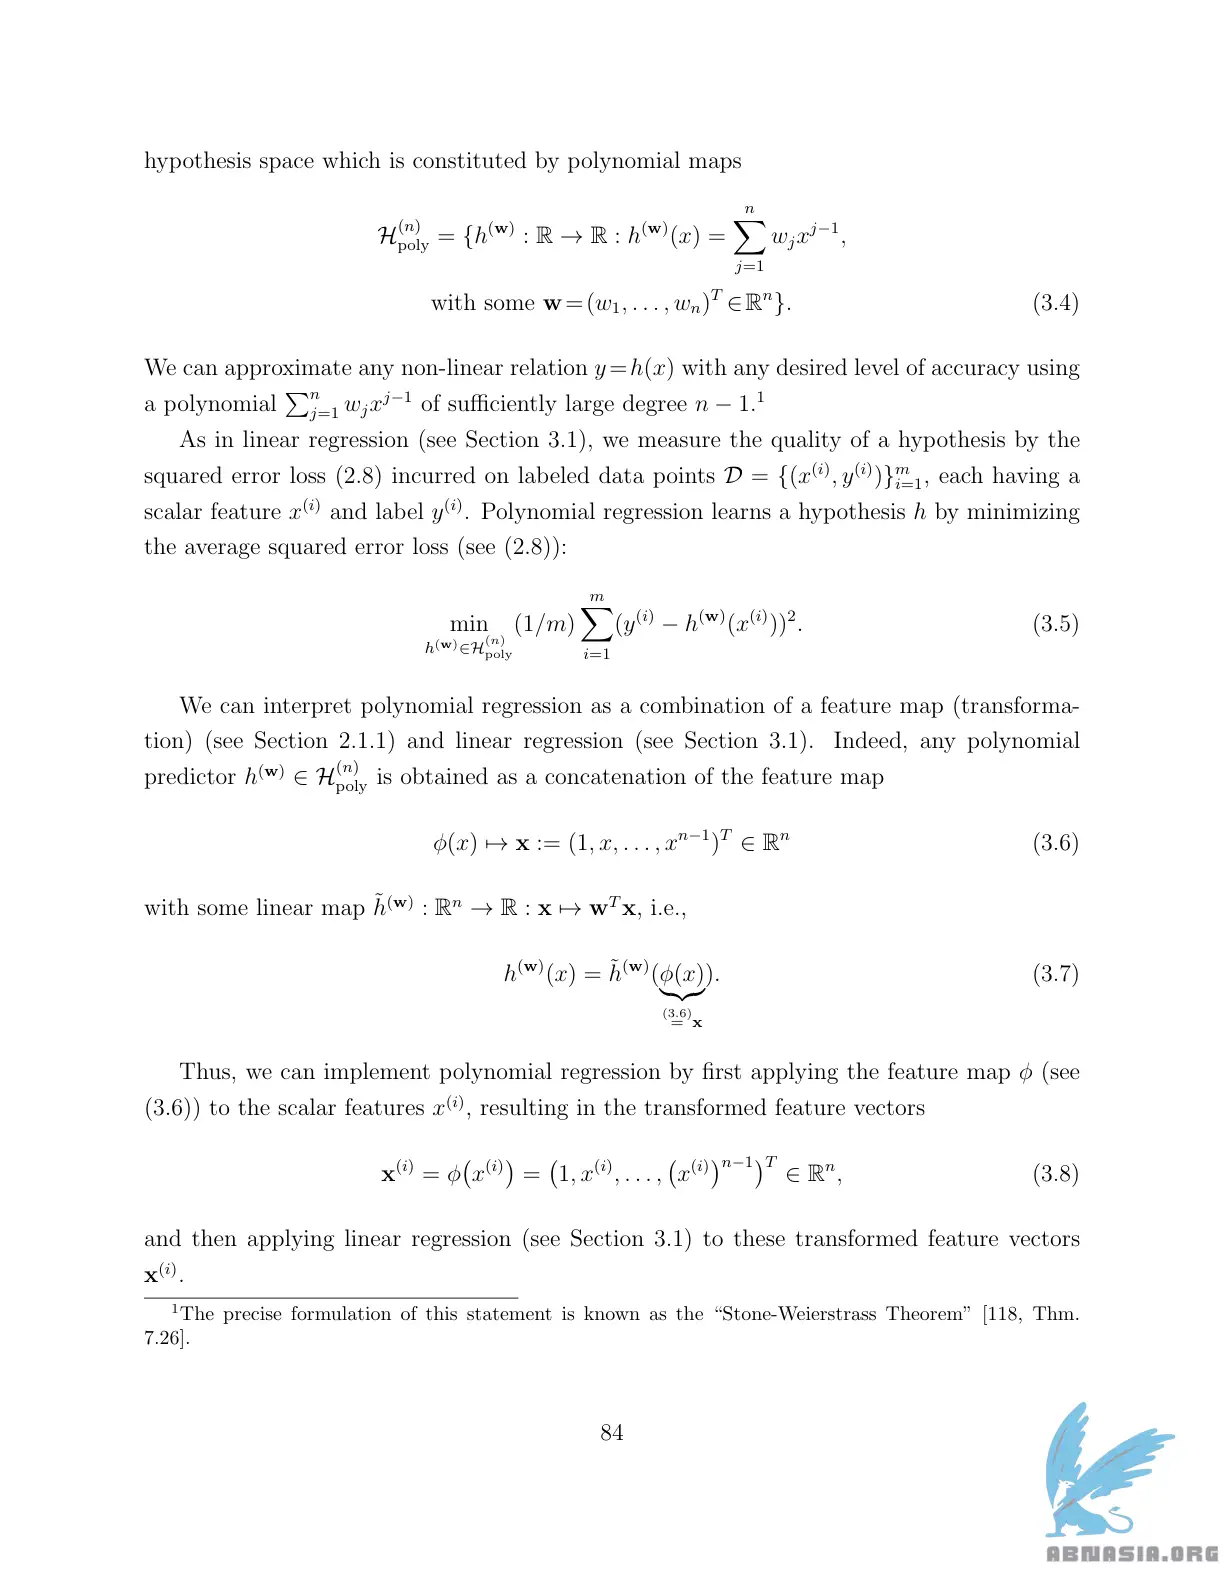 hypothesis space which is constituted by polynomial maps
$\mathcal{H}^{(n)}_{\text{poly}} = \{h^{(\mathbf{w})} : \mathbb{R} \to \mathbb{R} : h^{(\mathbf{w})}(x) = \sum_{j=1}^{n} w_j x^{j-1},$
with some $\mathbf{w} = (w_1, \ldots, w_n)^T \in \mathbb{R}^n\}.$ (3.4)
We can approximate any non-linear relation $y = h(x)$ with any desired level of accuracy using
a polynomial $\sum_{j=1}^{n} w_j x^{j-1}$ of sufficiently large degree $n - 1$.$^1$
As in linear regression (see Section 3.1), we measure the quality of a hypothesis by the
squared error loss (2.8) incurred on labeled data points $\mathcal{D} = \{(x^{(i)}, y^{(i)})\}_{i=1}^{m}$, each having a
scalar feature $x^{(i)}$ and label $y^{(i)}$. Polynomial regression learns a hypothesis $h$ by minimizing
the average squared error loss (see (2.8)):
$\min_{h^{(\mathbf{w})} \in \mathcal{H}^{(n)}_{\text{poly}}} (1/m) \sum_{i=1}^{m} (y^{(i)} - h^{(\mathbf{w})}(x^{(i)}))^2.$ (3.5)
We can interpret polynomial regression as a combination of a feature map (transforma-
tion) (see Section 2.1.1) and linear regression (see Section 3.1). Indeed, any polynomial
predictor $h^{(\mathbf{w})} \in \mathcal{H}^{(n)}_{\text{poly}}$ is obtained as a concatenation of the feature map
$\phi(x) \mapsto \mathbf{x} := (1, x, \ldots, x^{n-1})^T \in \mathbb{R}^n$ (3.6)
with some linear map $\tilde{h}^{(\mathbf{w})} : \mathbb{R}^n \to \mathbb{R} : \mathbf{x} \mapsto \mathbf{w}^T \mathbf{x}$, i.e.,
$h^{(\mathbf{w})}(x) = \tilde{h}^{(\mathbf{w})}(\underbrace{\phi(x)}_{\overset{(3.6)}{=} \mathbf{x}}).$ (3.7)
Thus, we can implement polynomial regression by first applying the feature map $\phi$ (see
(3.6)) to the scalar features $x^{(i)}$, resulting in the transformed feature vectors
$\mathbf{x}^{(i)} = \phi\big(x^{(i)}\big) = \big(1, x^{(i)}, \ldots, \big(x^{(i)}\big)^{n-1}\big)^T \in \mathbb{R}^n,$ (3.8)
and then applying linear regression (see Section 3.1) to these transformed feature vectors
$\mathbf{x}^{(i)}$.
$^1$The precise formulation of this statement is known as the “Stone-Weierstrass Theorem” [118, Thm.
7.26].
84
ABNASIA.ORG